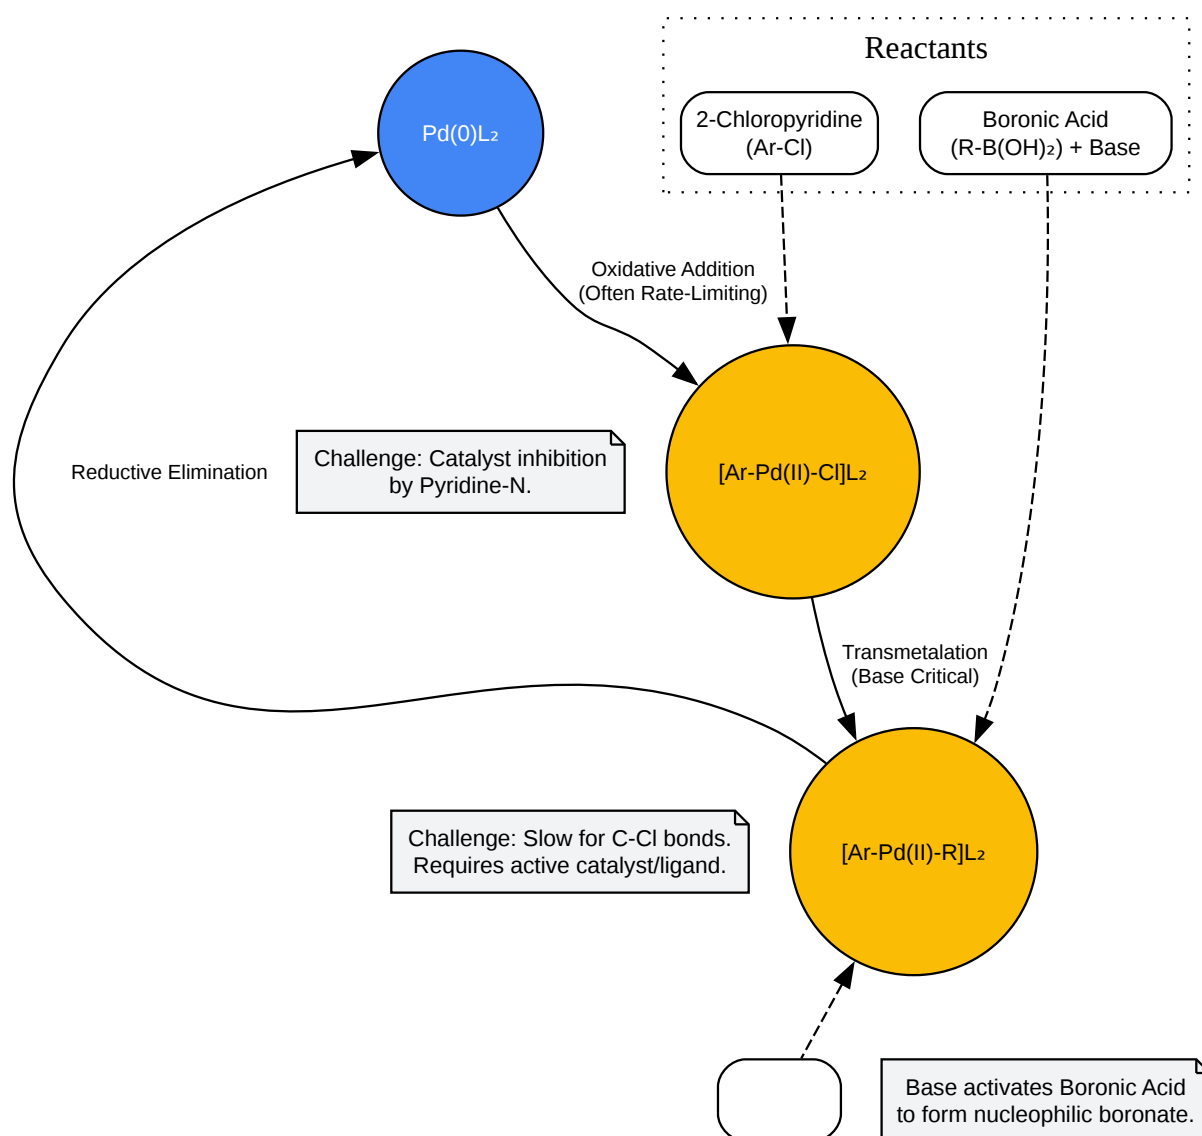 Reactants
Pd(0)L₂
2-Chloropyridine
(Ar-Cl)
Boronic Acid
(R-B(OH)₂) + Base
Oxidative Addition
(Often Rate-Limiting)
Reductive Elimination
Challenge: Catalyst inhibition
by Pyridine-N.
[Ar-Pd(II)-Cl]L₂
Transmetalation
(Base Critical)
Challenge: Slow for C-Cl bonds.
Requires active catalyst/ligand.
[Ar-Pd(II)-R]L₂
Base activates Boronic Acid
to form nucleophilic boronate.